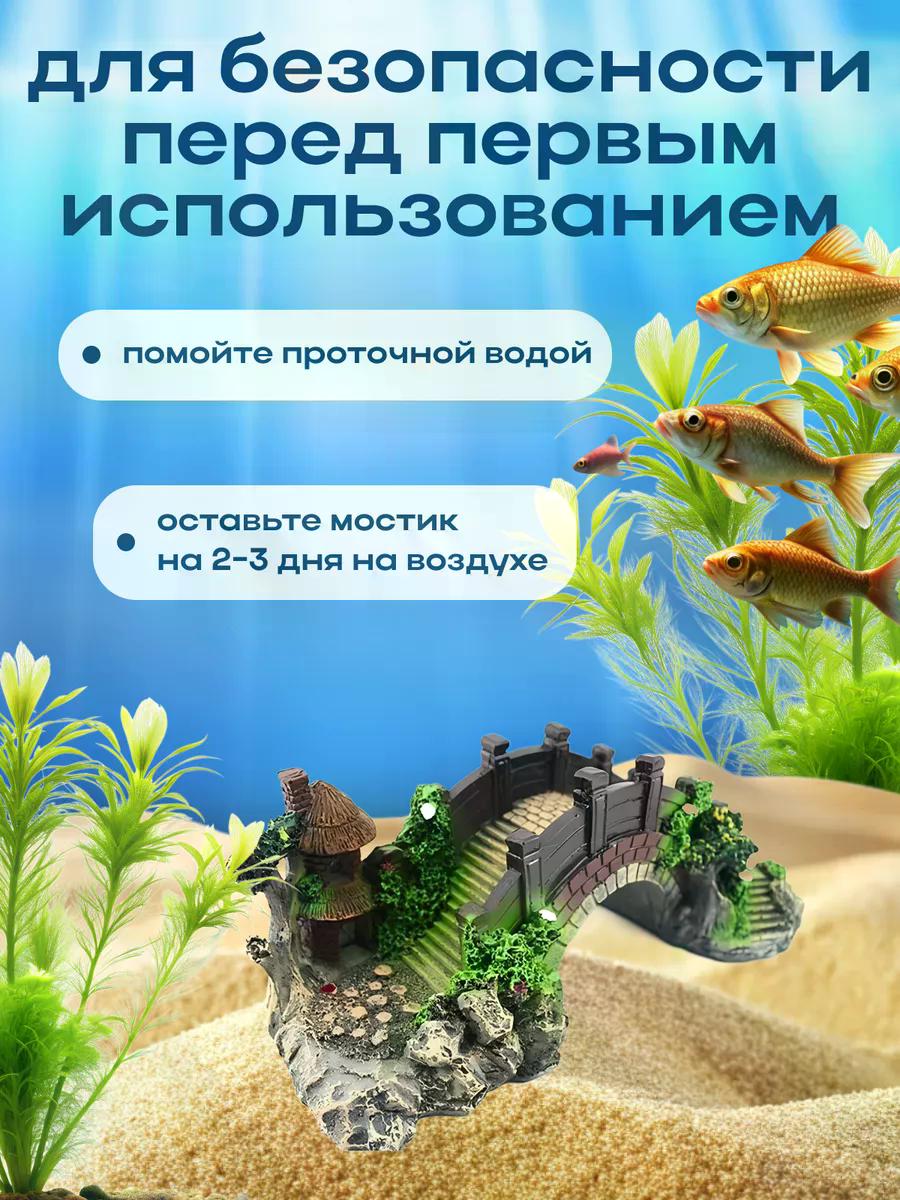 для безопасности
перед первым
использованием
• помойте проточной водой
• оставьте мостик
на 2-3 дня на воздухе